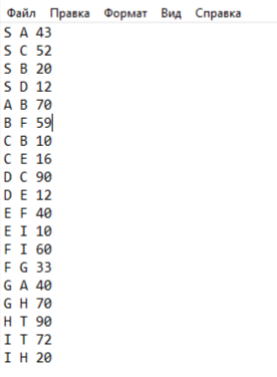 Файл Правка Формат Вид Справка
S A 43
S C 52
S B 20
S D 12
A B 70
B F 59
C B 10
C E 16
D C 90
D E 12
E F 40
E I 10
F I 60
F G 33
G A 40
G H 70
H T 90
I T 72
I H 20